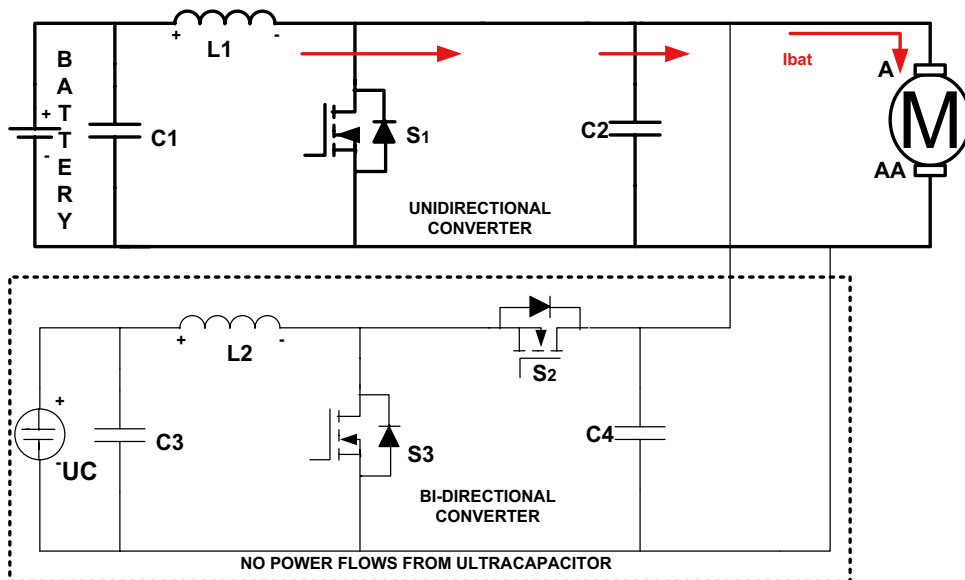 + L1 -
Ibat
BATTERY
+
-
C1
S1
C2
A
M
AA
UNIDIRECTIONAL
CONVERTER
+ L2 -
S2
+
-
UC
C3
S3
C4
BI-DIRECTIONAL
CONVERTER
NO POWER FLOWS FROM ULTRACAPACITOR